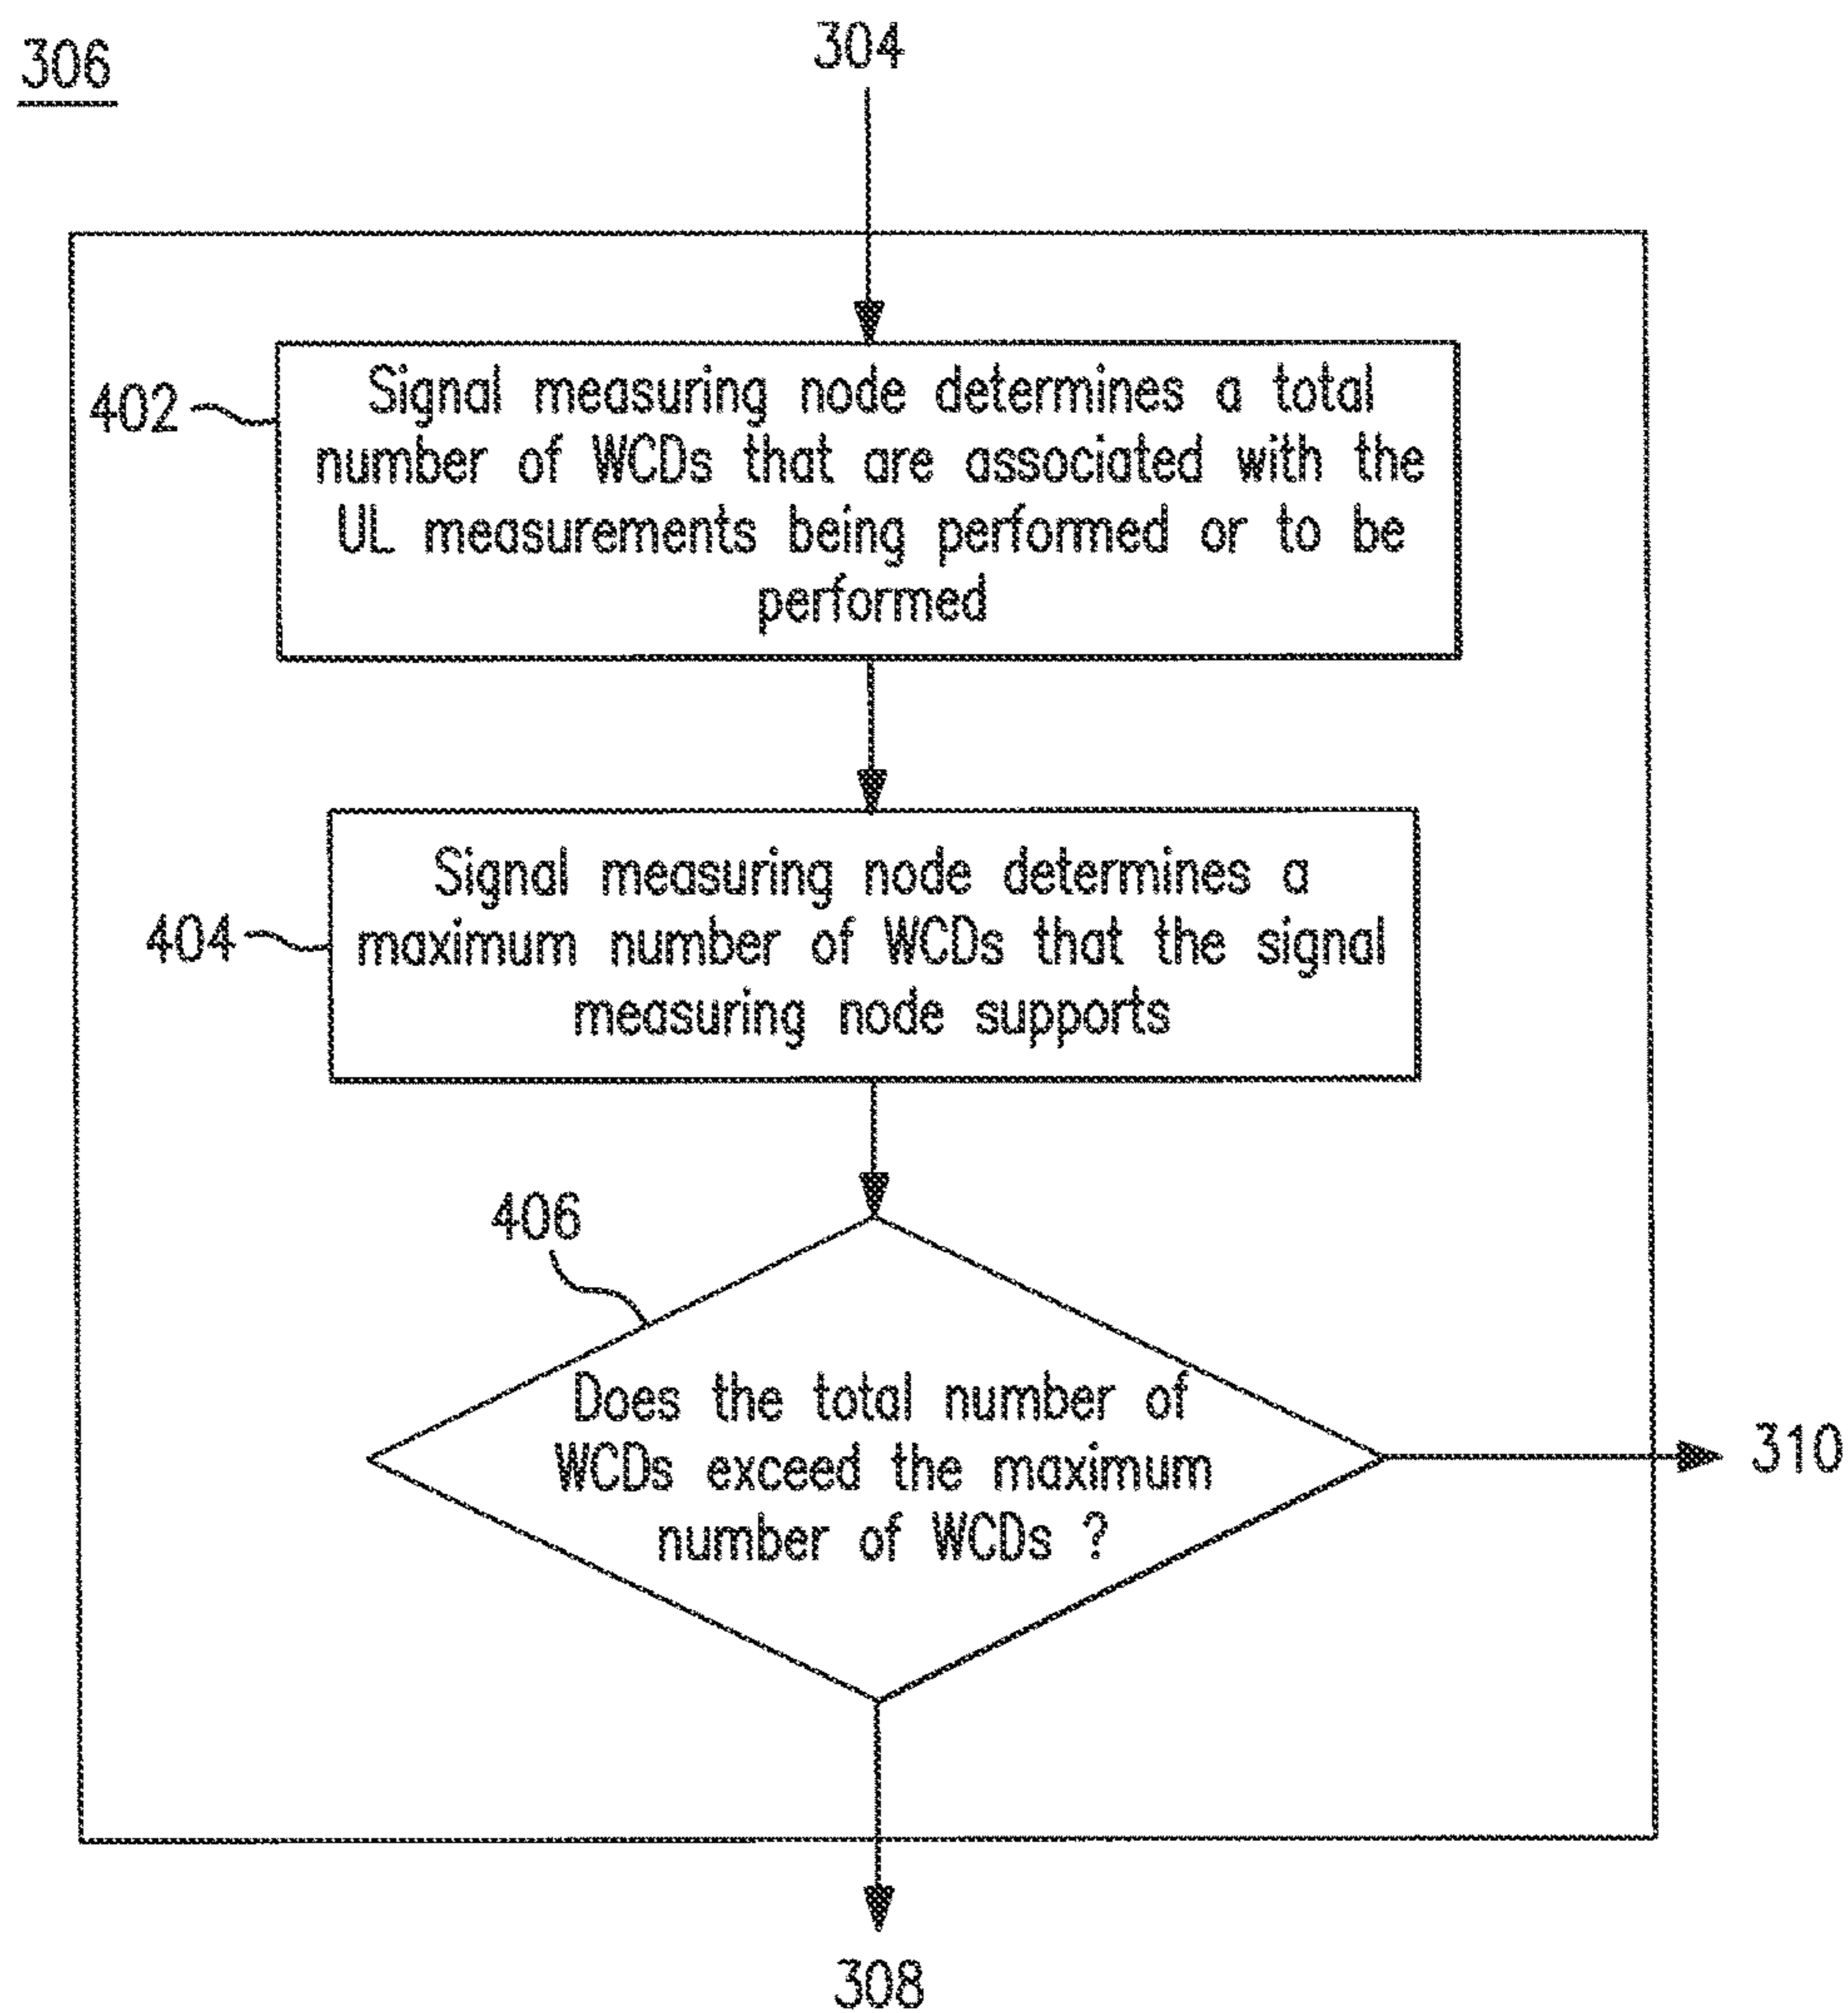 306
304
402
Signal measuring node determines a total
number of WCDs that are associated with the
UL measurements being performed or to be
performed
404
Signal measuring node determines a
maximum number of WCDs that the signal
measuring node supports
406
Does the total number of
WCDs exceed the maximum
number of WCDs ?
310
308